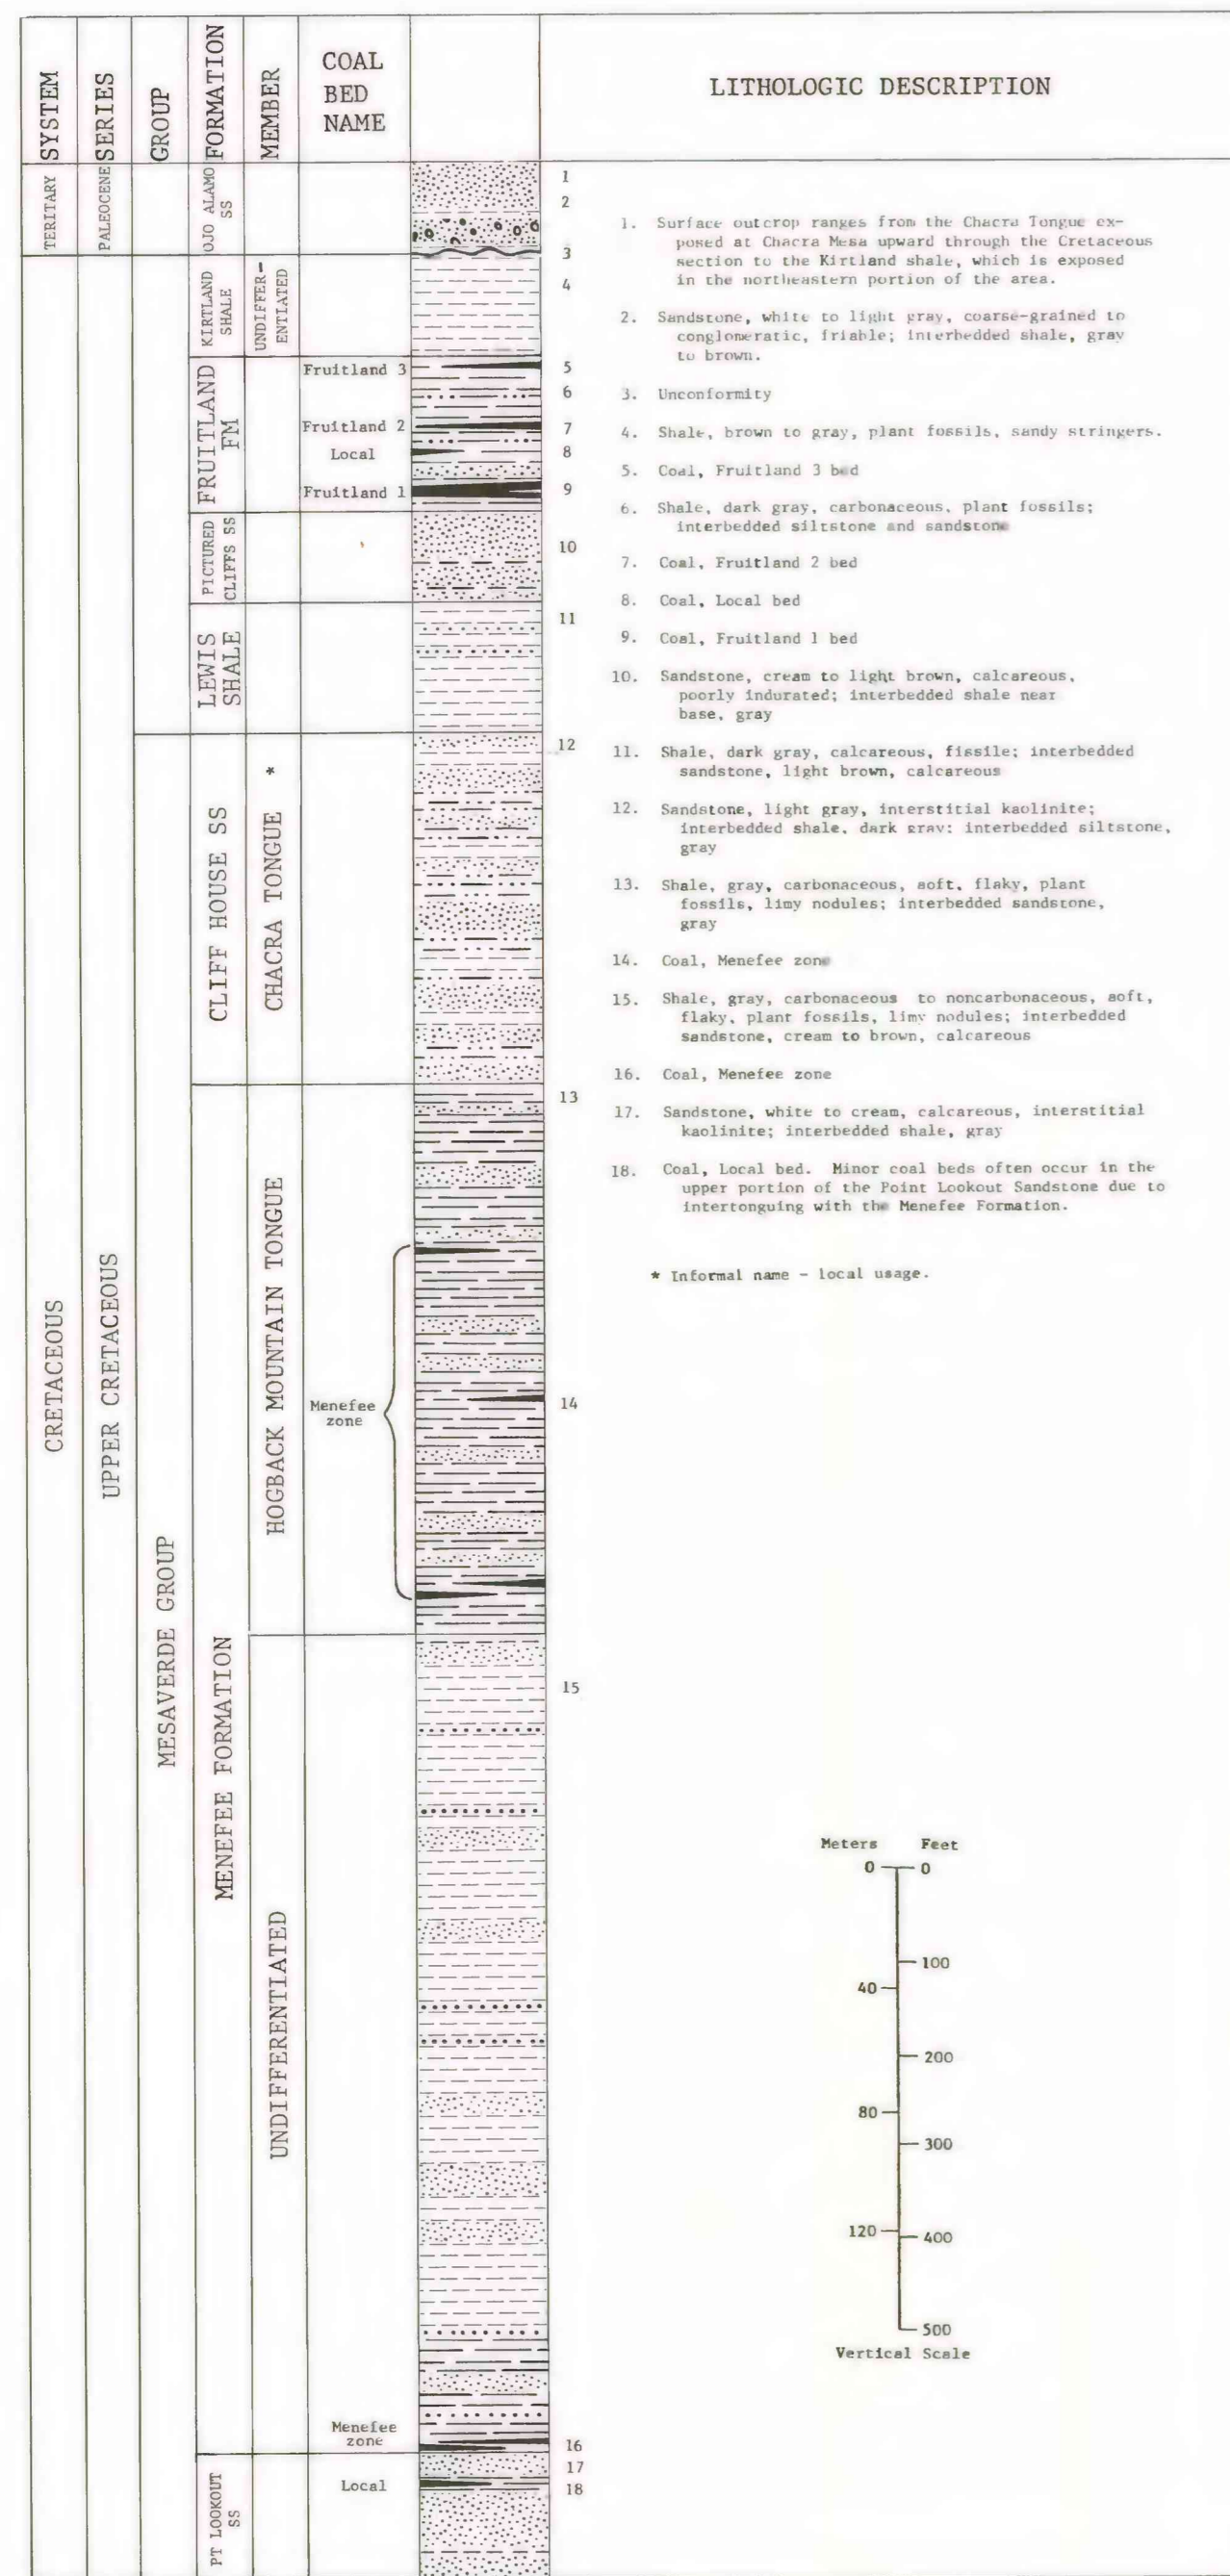 SYSTEM
SERIES
GROUP
FORMATION
MEMBER
COAL
BED
NAME
LITHOLOGIC DESCRIPTION
TERITARY
PALEOCENE
OJO ALAMO
SS
1
2
3
KIRTLAND
SHALE
UNDIFFER-
ENTIATED
4
FRUITLAND
FM
Fruitland 3
5
6
Fruitland 2
7
Local
8
Fruitland 1
9
PICTURED
CLIFFS SS
10
LEWIS
SHALE
11
CLIFF HOUSE SS
CHACRA TONGUE *
12
CRETACEOUS
UPPER CRETACEOUS
MESAVERDE GROUP
MENEFEE FORMATION
HOGBACK MOUNTAIN TONGUE
13
Menefee
zone
14
UNDIFFERENTIATED
15
Menefee
zone
16
PT LOOKOUT
SS
17
Local
18
1. Surface outcrop ranges from the Chacra Tongue ex-
posed at Chacra Mesa upward through the Cretaceous
section to the Kirtland shale, which is exposed
in the northeastern portion of the area.
2. Sandstone, white to light gray, coarse-grained to
conglomeratic, friable; interbedded shale, gray
to brown.
3. Unconformity
4. Shale, brown to gray, plant fossils, sandy stringers.
5. Coal, Fruitland 3 bed
6. Shale, dark gray, carbonaceous, plant fossils;
interbedded siltstone and sandstone
7. Coal, Fruitland 2 bed
8. Coal, Local bed
9. Coal, Fruitland 1 bed
10. Sandstone, cream to light brown, calcareous,
poorly indurated; interbedded shale near
base, gray
11. Shale, dark gray, calcareous, fissile; interbedded
sandstone, light brown, calcareous
12. Sandstone, light gray, interstitial kaolinite;
interbedded shale, dark gray; interbedded siltstone,
gray
13. Shale, gray, carbonaceous, soft, flaky, plant
fossils, limy nodules; interbedded sandstone,
gray
14. Coal, Menefee zone
15. Shale, gray, carbonaceous to noncarbonaceous, soft,
flaky, plant fossils, limy nodules; interbedded
sandstone, cream to brown, calcareous
16. Coal, Menefee zone
17. Sandstone, white to cream, calcareous, interstitial
kaolinite; interbedded shale, gray
18. Coal, Local bed. Minor coal beds often occur in the
upper portion of the Point Lookout Sandstone due to
intertonguing with the Menefee Formation.
* Informal name - local usage.
Meters Feet
0 0
100
40
200
80
300
120
400
500
Vertical Scale